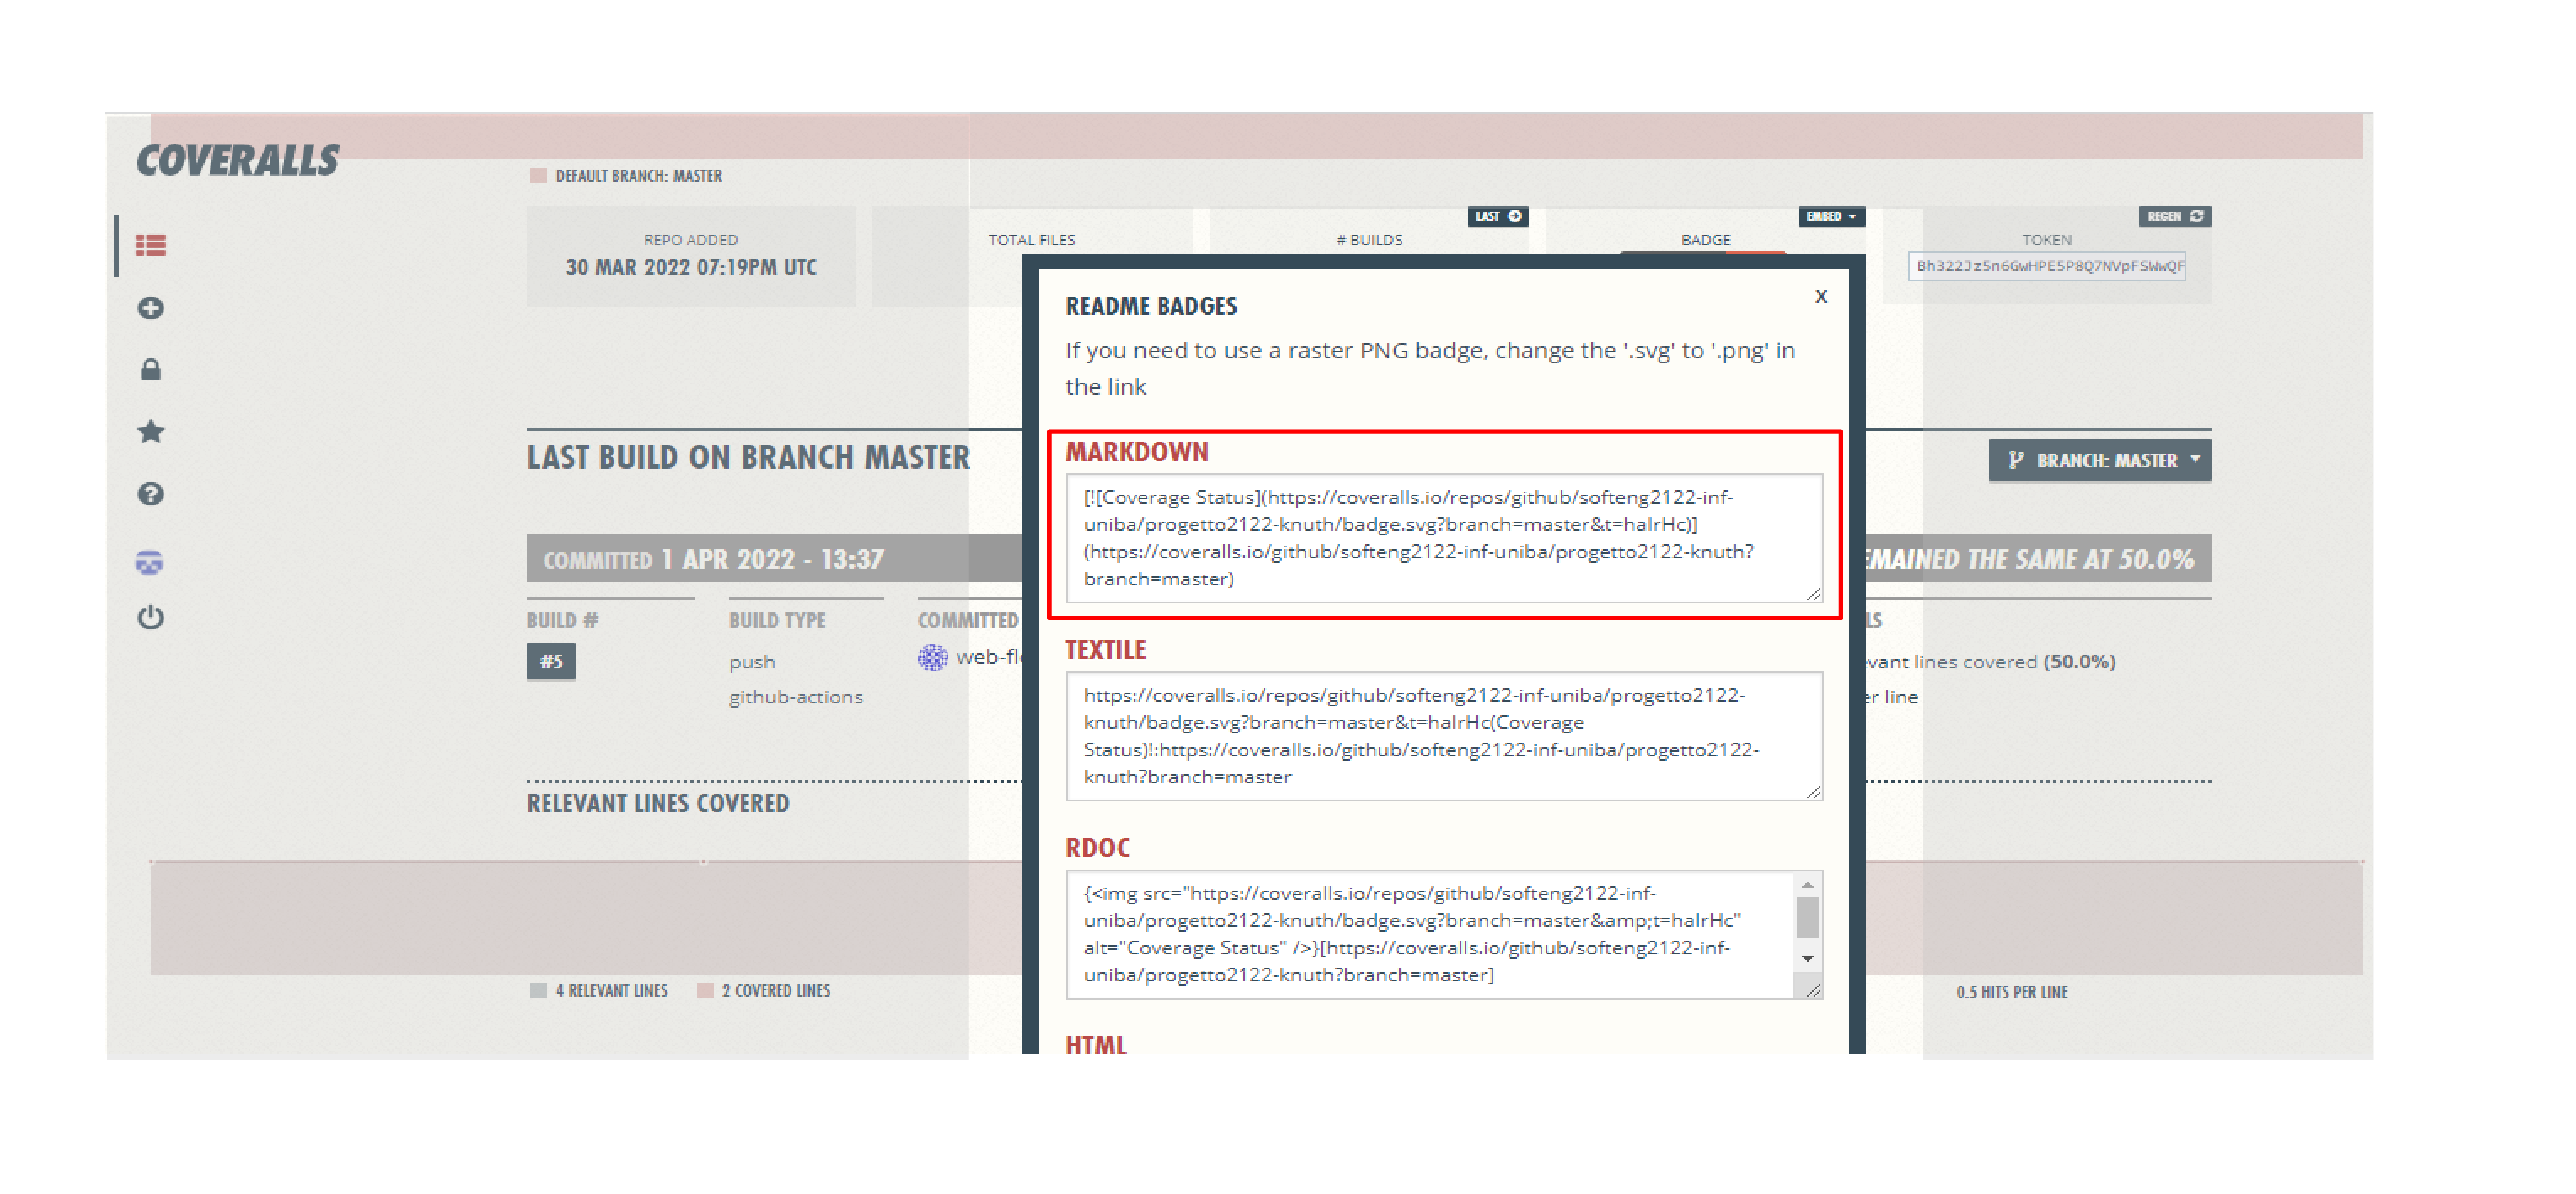 COVERALLS
DEFAULT BRANCH: MASTER
REPO ADDED
30 MAR 2022 07:19PM UTC
TOTAL FILES
LAST
# BUILDS
EMBED
BADGE
REGEN
TOKEN
Bh322Jz5n6GwHPE5P8Q7NVpFSWwQF
README BADGES
x
If you need to use a raster PNG badge, change the '.svg' to '.png' in
the link
MARKDOWN
[![Coverage Status](https://coveralls.io/repos/github/softeng2122-inf-
uniba/progetto2122-knuth/badge.svg?branch=master&t=haIrHc)]
(https://coveralls.io/github/softeng2122-inf-uniba/progetto2122-knuth?
branch=master)
TEXTILE
https://coveralls.io/repos/github/softeng2122-inf-uniba/progetto2122-
knuth/badge.svg?branch=master&t=haIrHc(Coverage
Status)!:https://coveralls.io/github/softeng2122-inf-uniba/progetto2122-
knuth?branch=master
RDOC
{<img src="https://coveralls.io/repos/github/softeng2122-inf-
uniba/progetto2122-knuth/badge.svg?branch=master&amp;t=haIrHc"
alt="Coverage Status" />}[https://coveralls.io/github/softeng2122-inf-
uniba/progetto2122-knuth?branch=master]
HTML
LAST BUILD ON BRANCH MASTER
BRANCH: MASTER
COMMITTED 1 APR 2022 - 13:37
EMAINED THE SAME AT 50.0%
BUILD #
BUILD TYPE
COMMITTED
LS
#5
push
web-fl
vant lines covered (50.0%)
github-actions
er line
RELEVANT LINES COVERED
4 RELEVANT LINES
2 COVERED LINES
0.5 HITS PER LINE